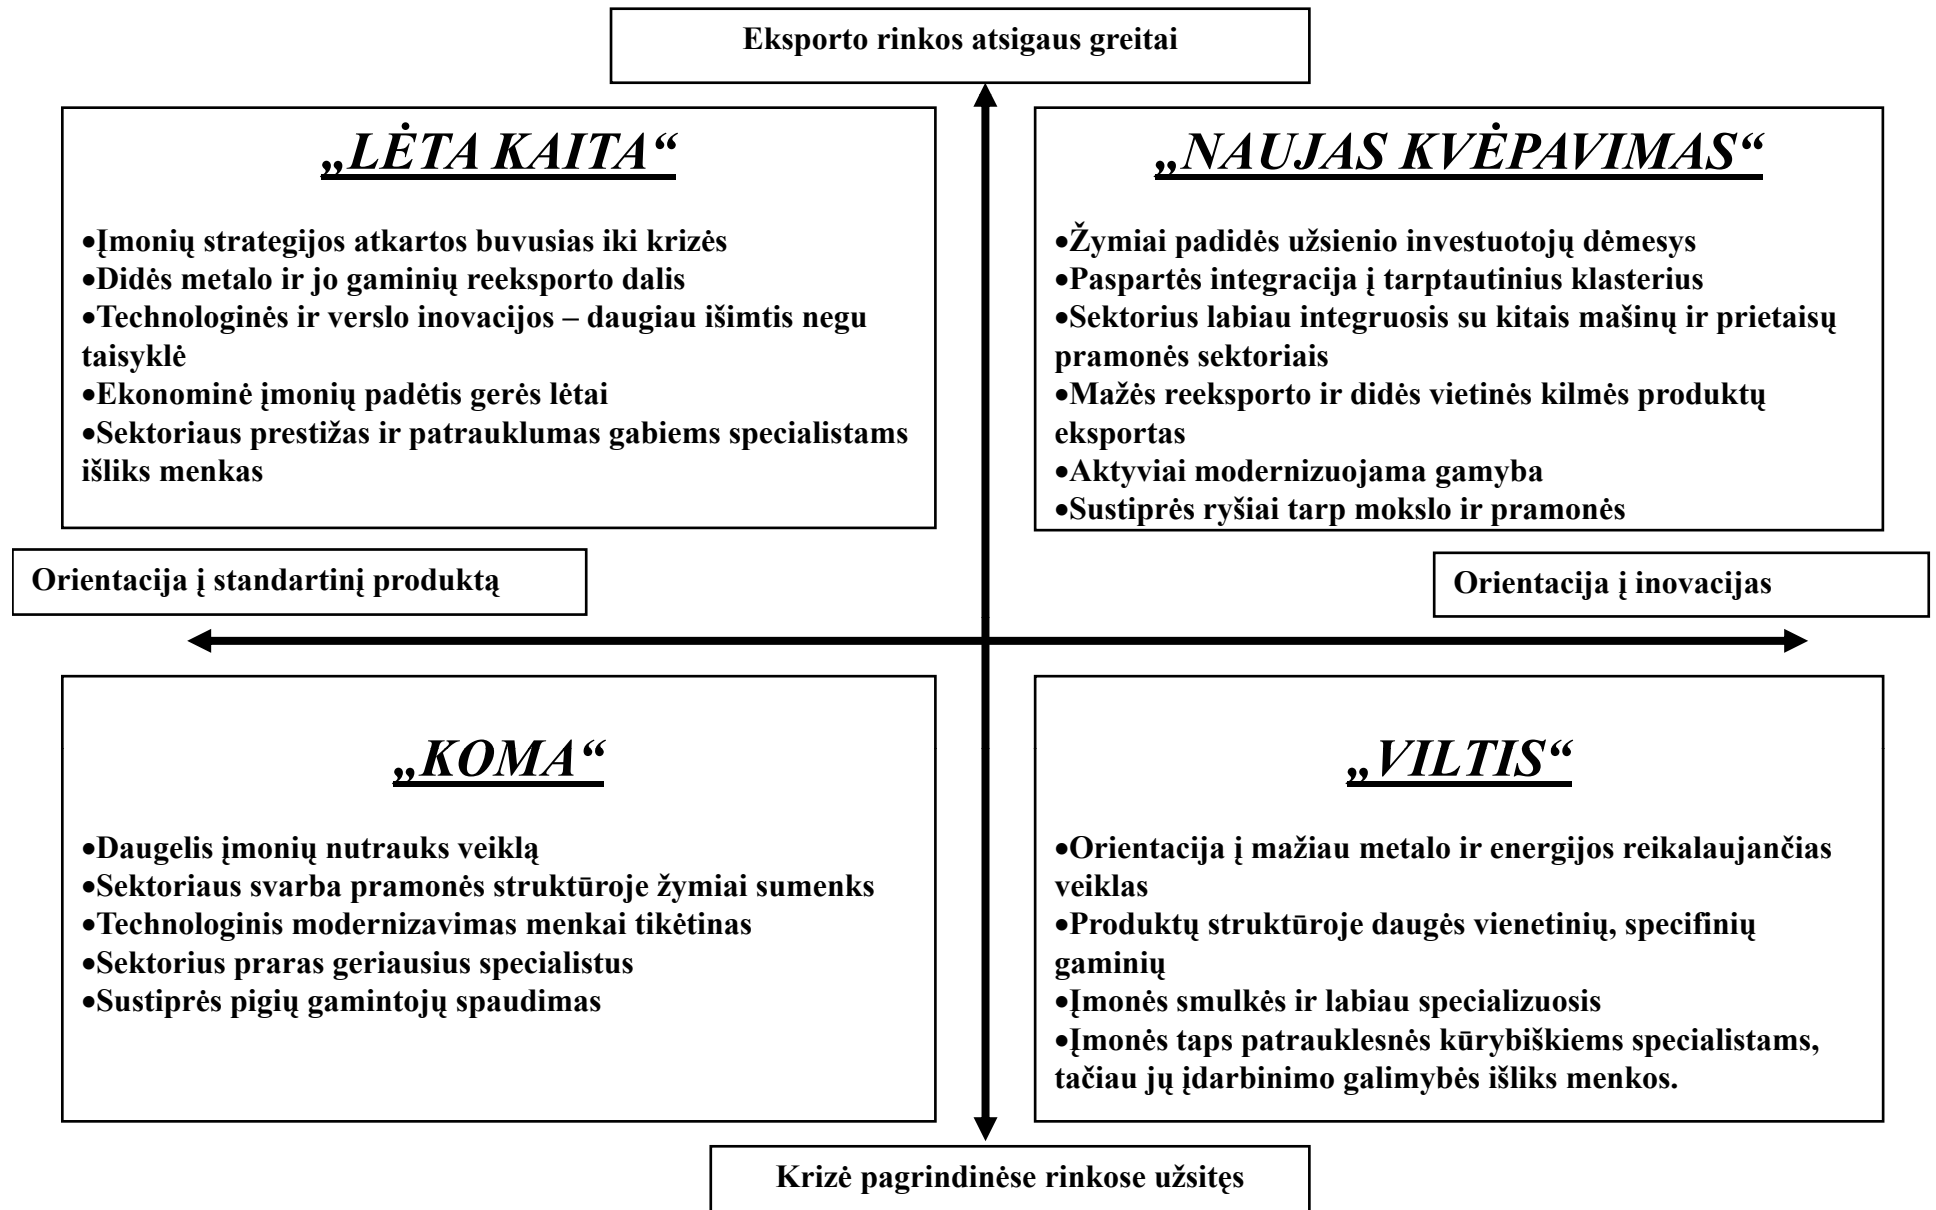 Eksporto rinkos atsigaus greitai
„LĖTA KAITA“
•Įmonių strategijos atkartos buvusias iki krizės
•Didės metalo ir jo gaminių reeksporto dalis
•Technologinės ir verslo inovacijos – daugiau išimtis negu
taisyklė
•Ekonominė įmonių padėtis gerės lėtai
•Sektoriaus prestižas ir patrauklumas gabiems specialistams
išliks menkas
„NAUJAS KVĖPAVIMAS“
•Žymiai padidės užsienio investuotojų dėmesys
•Paspartės integracija į tarptautinius klasterius
•Sektorius labiau integruosis su kitais mašinų ir prietaisų
pramonės sektoriais
•Mažės reeksporto ir didės vietinės kilmės produktų
eksportas
•Aktyviai modernizuojama gamyba
•Sustiprės ryšiai tarp mokslo ir pramonės
Orientacija į standartinį produktą
Orientacija į inovacijas
„KOMA“
•Daugelis įmonių nutrauks veiklą
•Sektoriaus svarba pramonės struktūroje žymiai sumenks
•Technologinis modernizavimas menkai tikėtinas
•Sektorius praras geriausius specialistus
•Sustiprės pigių gamintojų spaudimas
„VILTIS“
•Orientacija į mažiau metalo ir energijos reikalaujančias
veiklas
•Produktų struktūroje daugės vienetinių, specifinių
gaminių
•Įmonės smulkės ir labiau specializuosis
•Įmonės taps patrauklesnės kūrybiškiems specialistams,
tačiau jų įdarbinimo galimybės išliks menkos.
Krizė pagrindinėse rinkose užsitęs